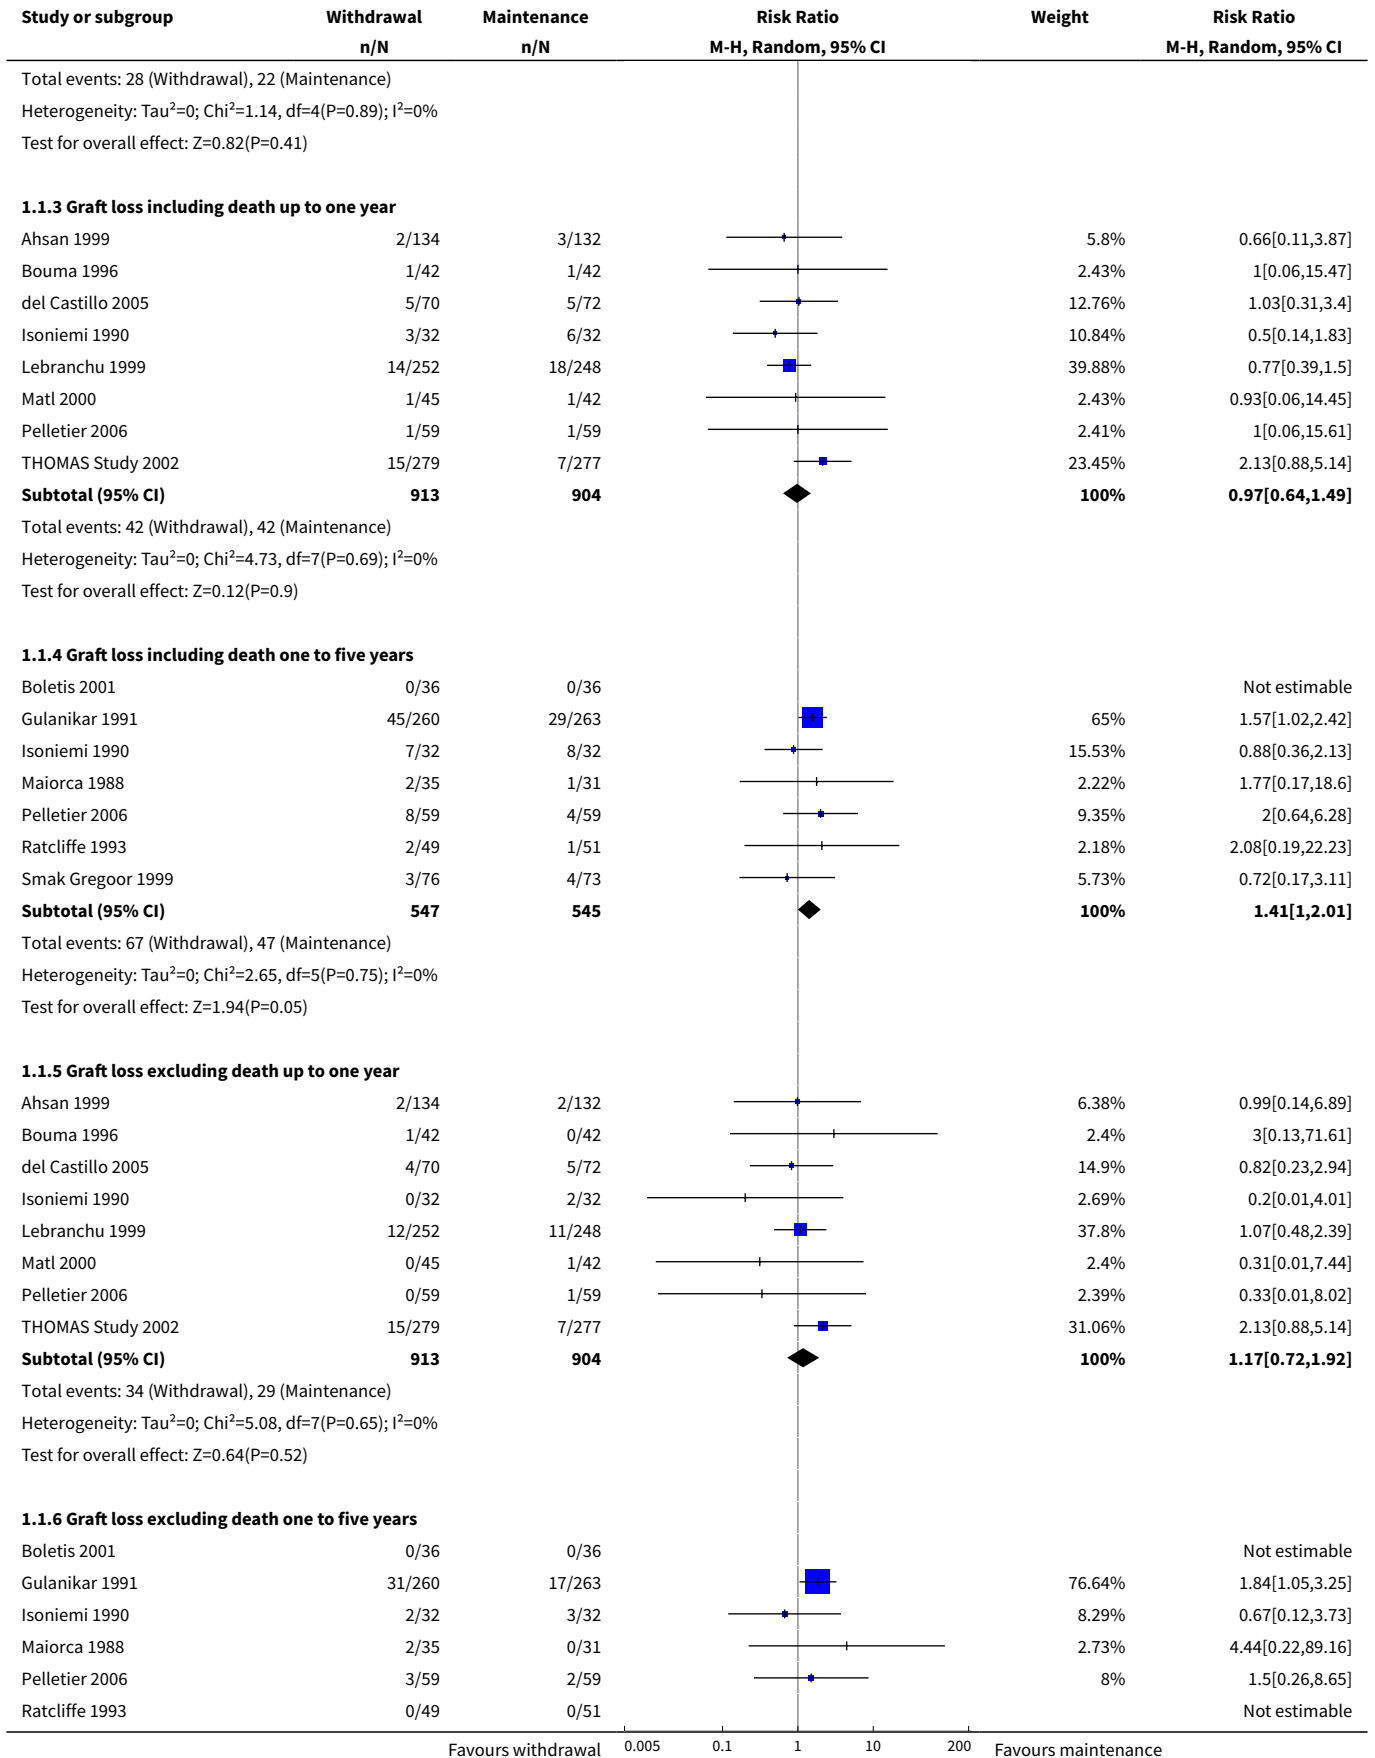 Study or subgroup Withdrawal Maintenance Risk Ratio Weight Risk Ratio
n/N n/N M-H, Random, 95% CI M-H, Random, 95% CI
Total events: 28 (Withdrawal), 22 (Maintenance)
Heterogeneity: Tau²=0; Chi²=1.14, df=4(P=0.89); I²=0%
Test for overall effect: Z=0.82(P=0.41)
1.1.3 Graft loss including death up to one year
Ahsan 1999 2/134 3/132 5.8% 0.66[0.11,3.87]
Bouma 1996 1/42 1/42 2.43% 1[0.06,15.47]
del Castillo 2005 5/70 5/72 12.76% 1.03[0.31,3.4]
Isoniemi 1990 3/32 6/32 10.84% 0.5[0.14,1.83]
Lebranchu 1999 14/252 18/248 39.88% 0.77[0.39,1.5]
Matl 2000 1/45 1/42 2.43% 0.93[0.06,14.45]
Pelletier 2006 1/59 1/59 2.41% 1[0.06,15.61]
THOMAS Study 2002 15/279 7/277 23.45% 2.13[0.88,5.14]
Subtotal (95% CI) 913 904 100% 0.97[0.64,1.49]
Total events: 42 (Withdrawal), 42 (Maintenance)
Heterogeneity: Tau²=0; Chi²=4.73, df=7(P=0.69); I²=0%
Test for overall effect: Z=0.12(P=0.9)
1.1.4 Graft loss including death one to five years
Boletis 2001 0/36 0/36 Not estimable
Gulanikar 1991 45/260 29/263 65% 1.57[1.02,2.42]
Isoniemi 1990 7/32 8/32 15.53% 0.88[0.36,2.13]
Maiorca 1988 2/35 1/31 2.22% 1.77[0.17,18.6]
Pelletier 2006 8/59 4/59 9.35% 2[0.64,6.28]
Ratcliffe 1993 2/49 1/51 2.18% 2.08[0.19,22.23]
Smak Gregoor 1999 3/76 4/73 5.73% 0.72[0.17,3.11]
Subtotal (95% CI) 547 545 100% 1.41[1,2.01]
Total events: 67 (Withdrawal), 47 (Maintenance)
Heterogeneity: Tau²=0; Chi²=2.65, df=5(P=0.75); I²=0%
Test for overall effect: Z=1.94(P=0.05)
1.1.5 Graft loss excluding death up to one year
Ahsan 1999 2/134 2/132 6.38% 0.99[0.14,6.89]
Bouma 1996 1/42 0/42 2.4% 3[0.13,71.61]
del Castillo 2005 4/70 5/72 14.9% 0.82[0.23,2.94]
Isoniemi 1990 0/32 2/32 2.69% 0.2[0.01,4.01]
Lebranchu 1999 12/252 11/248 37.8% 1.07[0.48,2.39]
Matl 2000 0/45 1/42 2.4% 0.31[0.01,7.44]
Pelletier 2006 0/59 1/59 2.39% 0.33[0.01,8.02]
THOMAS Study 2002 15/279 7/277 31.06% 2.13[0.88,5.14]
Subtotal (95% CI) 913 904 100% 1.17[0.72,1.92]
Total events: 34 (Withdrawal), 29 (Maintenance)
Heterogeneity: Tau²=0; Chi²=5.08, df=7(P=0.65); I²=0%
Test for overall effect: Z=0.64(P=0.52)
1.1.6 Graft loss excluding death one to five years
Boletis 2001 0/36 0/36 Not estimable
Gulanikar 1991 31/260 17/263 76.64% 1.84[1.05,3.25]
Isoniemi 1990 2/32 3/32 8.29% 0.67[0.12,3.73]
Maiorca 1988 2/35 0/31 2.73% 4.44[0.22,89.16]
Pelletier 2006 3/59 2/59 8% 1.5[0.26,8.65]
Ratcliffe 1993 0/49 0/51 Not estimable
Favours withdrawal 0.005 0.1 1 10 200 Favours maintenance